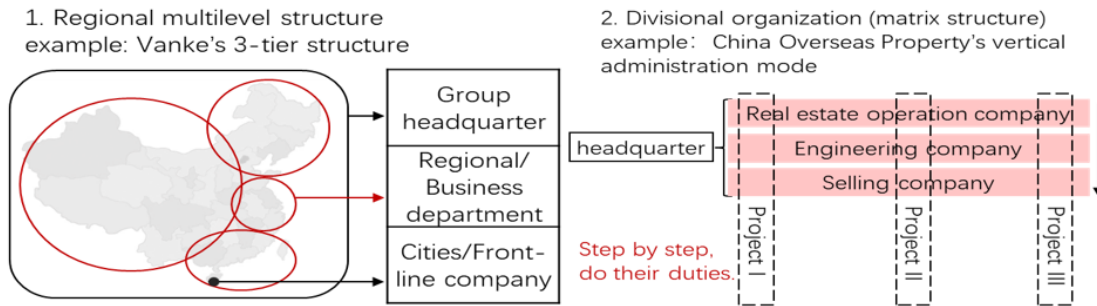 1. Regional multilevel structure
example: Vanke's 3-tier structure
Group
headquarter
Regional/
Business
department
Cities/Front-
line company
2. Divisional organization (matrix structure)
example: China Overseas Property's vertical
administration mode
headquarter
Real estate operation company
Engineering company
Selling company
Step by step,
do their duties.
Project I
Project II
Project III